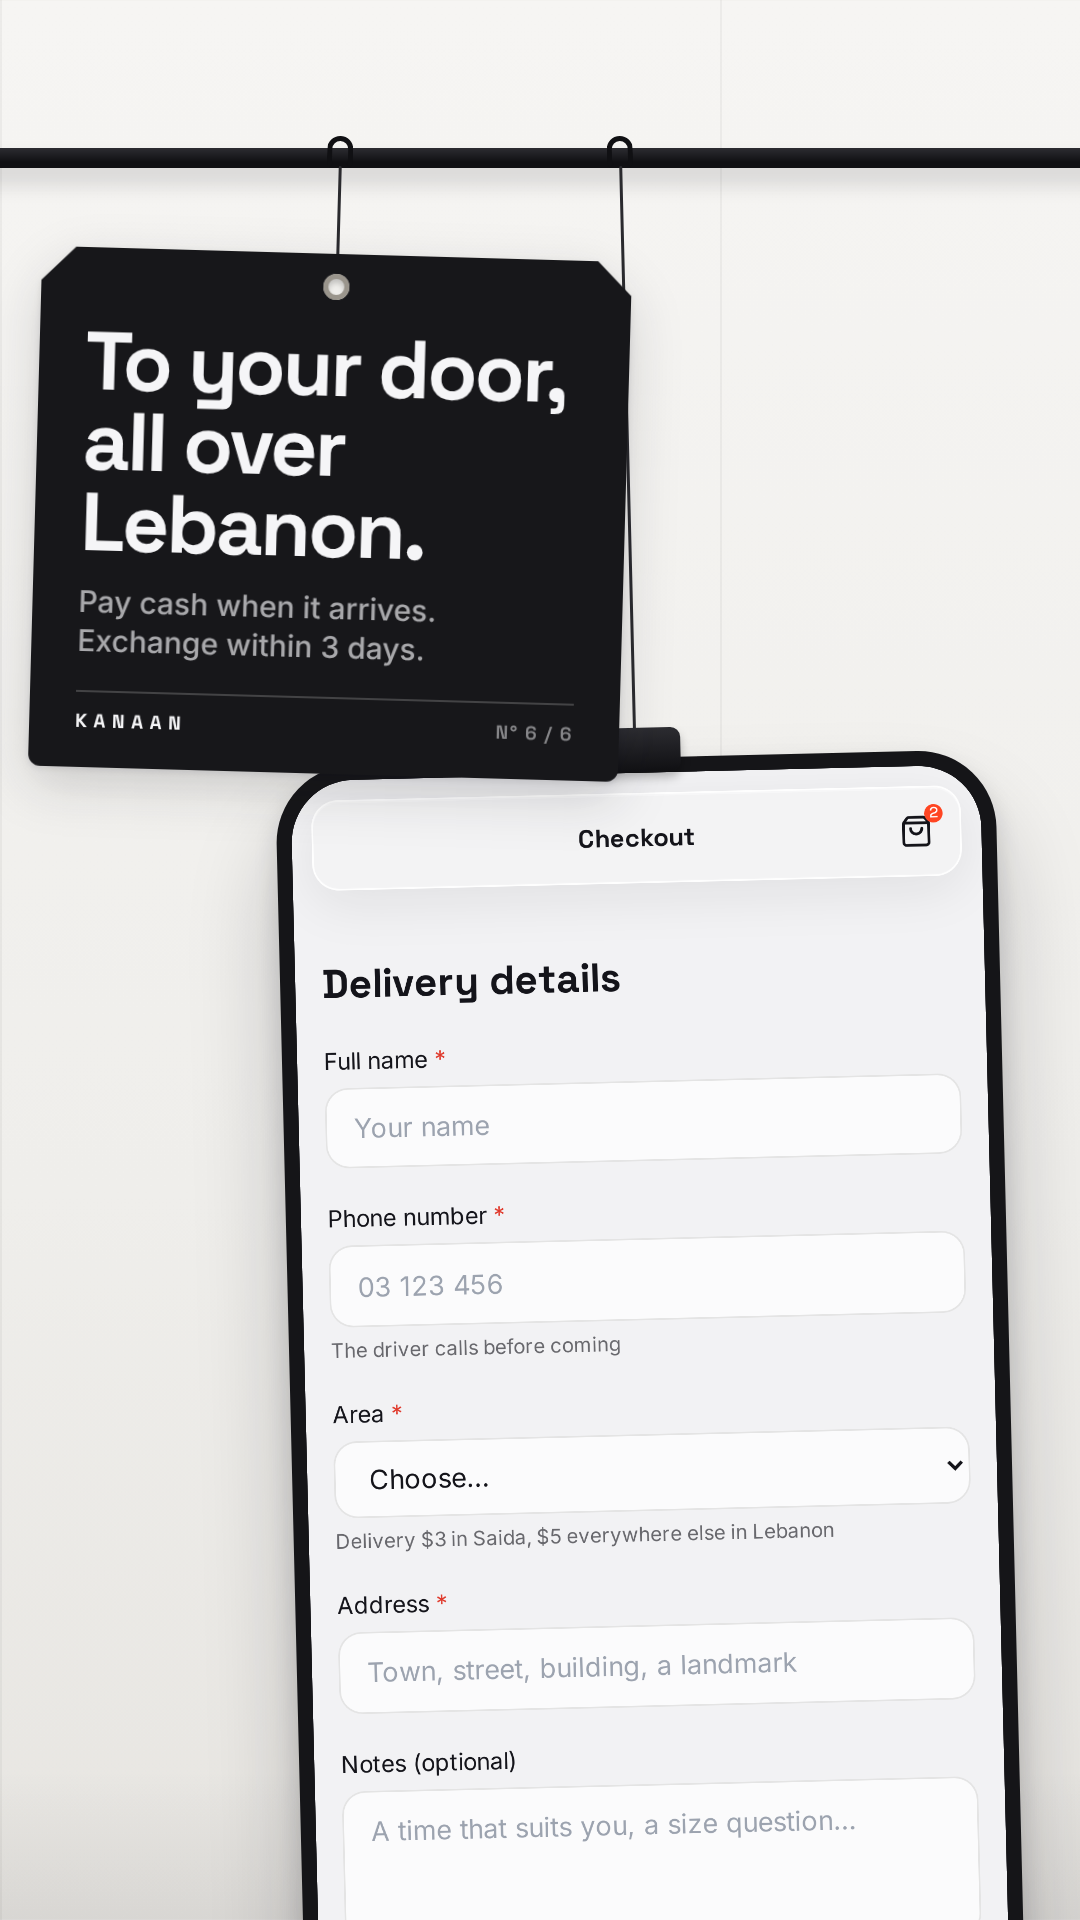 To your door,
all over
Lebanon.
Pay cash when it arrives.
Exchange within 3 days.
KANAAN
N° 6 / 6
Checkout
2
Delivery details
Full name *
Your name
Phone number *
03 123 456
The driver calls before coming
Area *
Choose...
Delivery $3 in Saida, $5 everywhere else in Lebanon
Address *
Town, street, building, a landmark
Notes (optional)
A time that suits you, a size question...